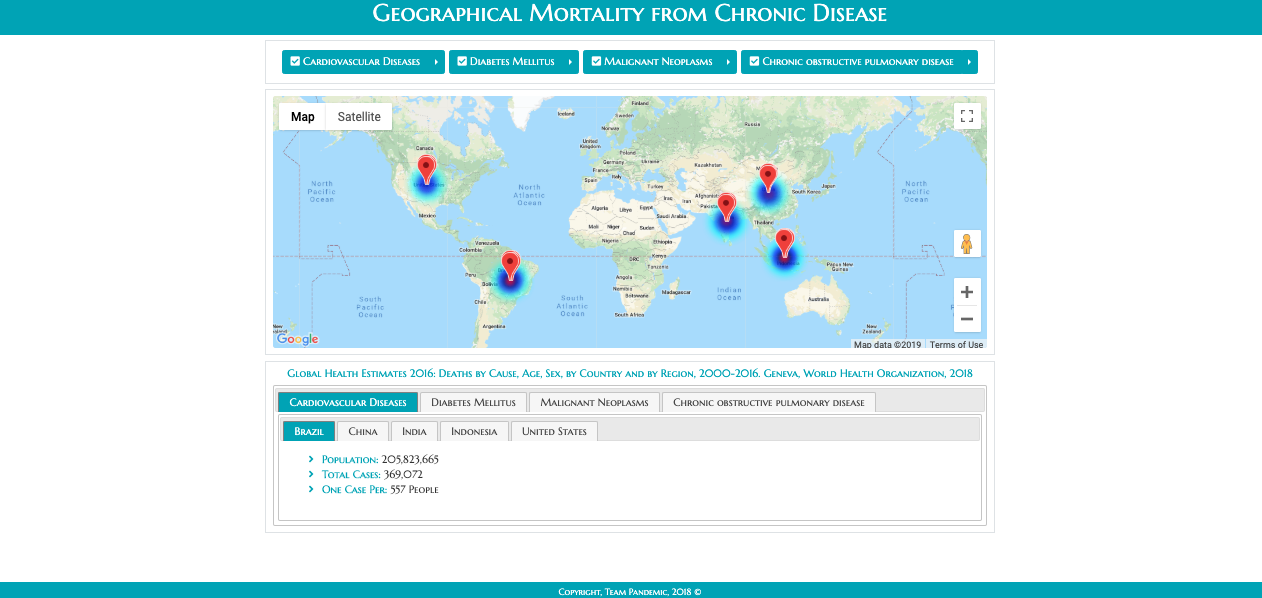 Geographical Mortality from Chronic Disease
Cardiovascular Diseases Diabetes Mellitus Malignant Neoplasms Chronic obstructive pulmonary disease
Map Satellite
Finland
Iceland
Sweden
Russia
Norway
Canada
United Kingdom
Poland
Germany
Ukraine
Kazakhstan
France
Italy
Spain
Turkey
Japan
South Korea
North Pacific Ocean
North Atlantic Ocean
North Pacific Ocean
Afghanistan
Iran
Pakistan
Algeria
Libya
Egypt
Saudi Arabia
Mexico
Mali
Niger
Chad
Sudan
Thailand
Nigeria
Ethiopia
Venezuela
Colombia
DRC
Kenya
Tanzania
Papua New Guinea
Peru
Bolivia
Angola
Namibia
Botswana
Madagascar
Indian Ocean
South Pacific Ocean
South Atlantic Ocean
Australia
Chile
South Africa
Argentina
New Zealand
Google
Map data ©2019 Terms of Use
Global Health Estimates 2016: Deaths by Cause, Age, Sex, by Country and by Region, 2000-2016. Geneva, World Health Organization, 2018
Cardiovascular Diseases Diabetes Mellitus Malignant Neoplasms Chronic obstructive pulmonary disease
Brazil China India Indonesia United States
Population: 205,823,665
Total Cases: 369,072
One Case Per: 557 People
Copyright, Team Pandemic, 2018 ©